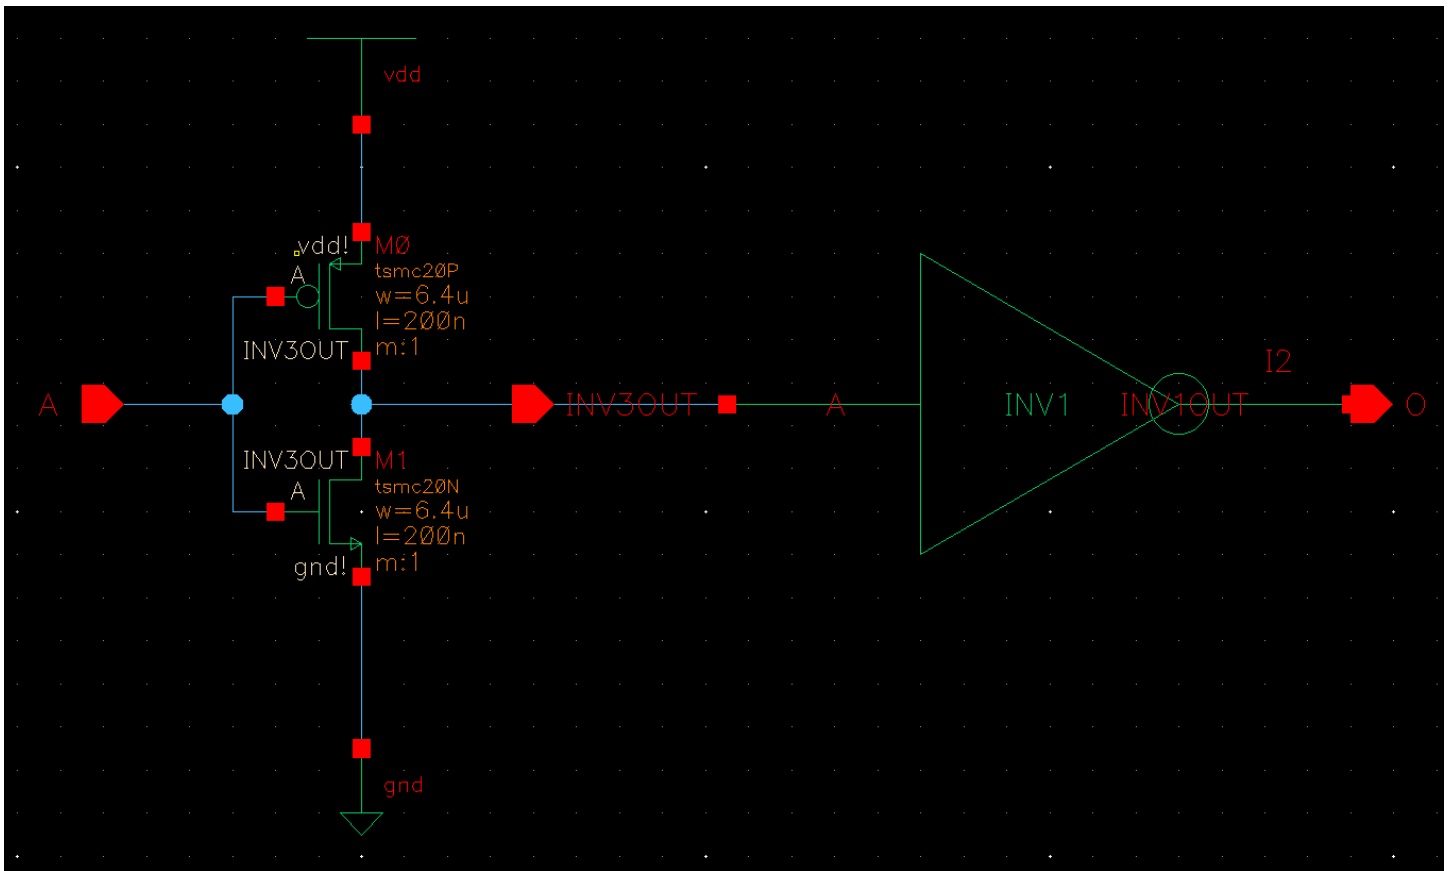 vdd
vdd!
M0
A
tsmc20P
w=6.4u
l=200n
INV3OUT
m:1
I2
A
INV3OUT
A
INV1
INV1OUT
O
INV3OUT
M1
A
tsmc20N
w=6.4u
l=200n
gnd!
m:1
gnd